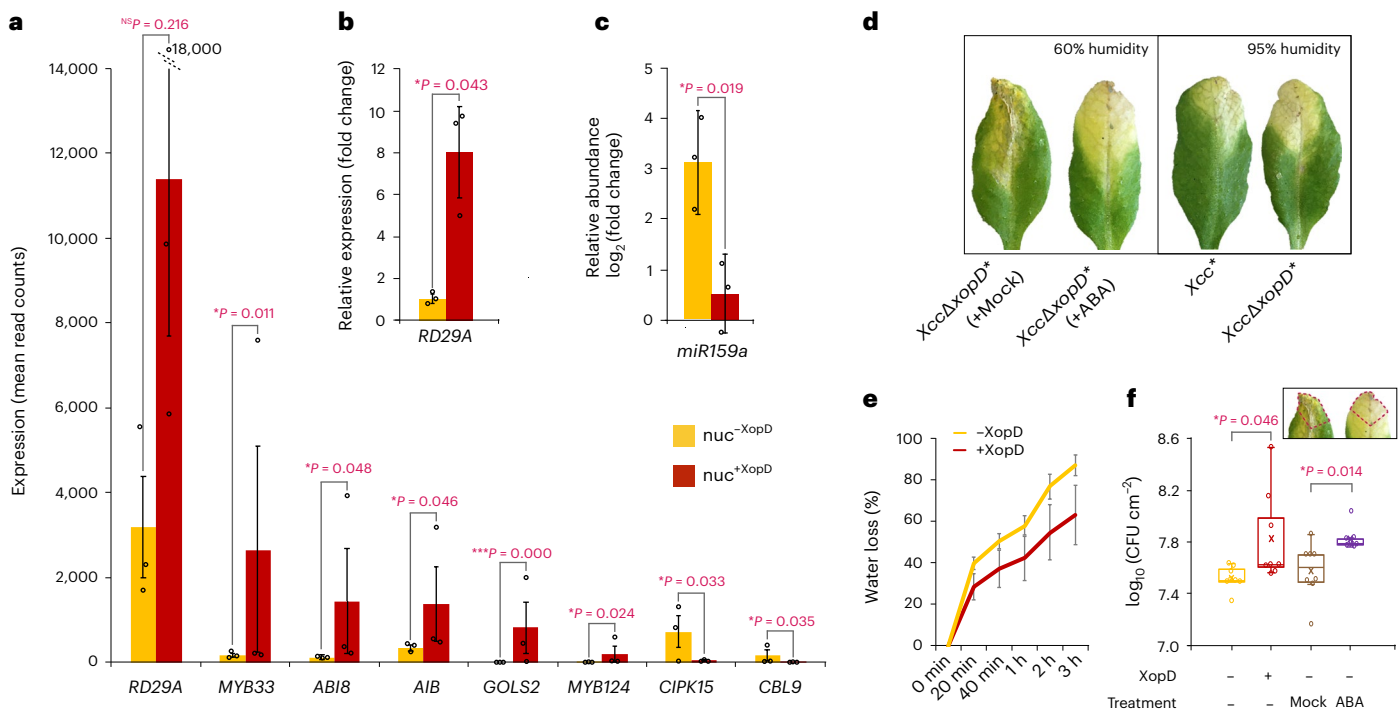 a
NSP = 0.216
18,000
14,000
12,000
10,000
8,000
6,000
4,000
2,000
0
Expression (mean read counts)
*P = 0.011
*P = 0.048
*P = 0.046
***P = 0.000
*P = 0.024
*P = 0.033
*P = 0.035
RD29A
MYB33
ABI8
AIB
GOLS2
MYB124
CIPK15
CBL9
nuc−XopD
nuc+XopD
b
*P = 0.043
12
10
8
6
4
2
0
Relative expression (fold change)
RD29A
c
*P = 0.019
5
4
3
2
1
0
Relative abundance
log2(fold change)
miR159a
d
60% humidity
95% humidity
XccΔxopD*
(+Mock)
XccΔxopD*
(+ABA)
Xcc*
XccΔxopD*
e
−XopD
+XopD
100
80
60
40
20
0
Water loss (%)
0 min
20 min
40 min
1 h
2 h
3 h
f
*P = 0.046
*P = 0.014
8.6
8.2
7.8
7.4
7.0
log10 (CFU cm−2)
XopD – + – –
Treatment – – Mock ABA